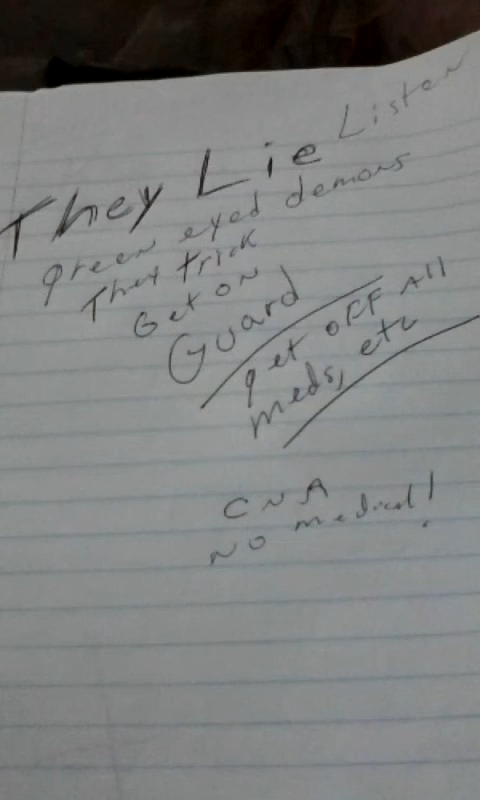 Listen
They Lie
green eyed demons
They trick
Get on
Guard
get off All
meds, etc
CNA
No medical!